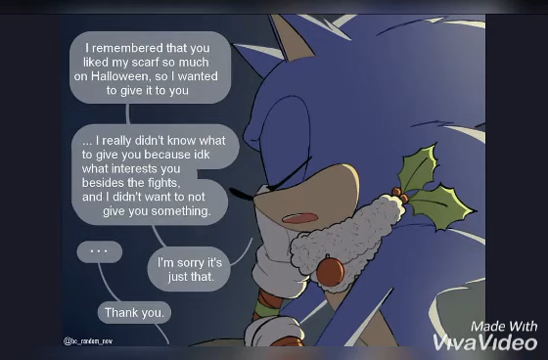 I remembered that you
liked my scarf so much
on Halloween, so I wanted
to give it to you
... I really didn't know what
to give you because idk
what interests you
besides the fights,
and I didn't want to not
give you something.
...
I'm sorry it's
just that.
Thank you.
@sc_random_now
Made With
VivaVideo